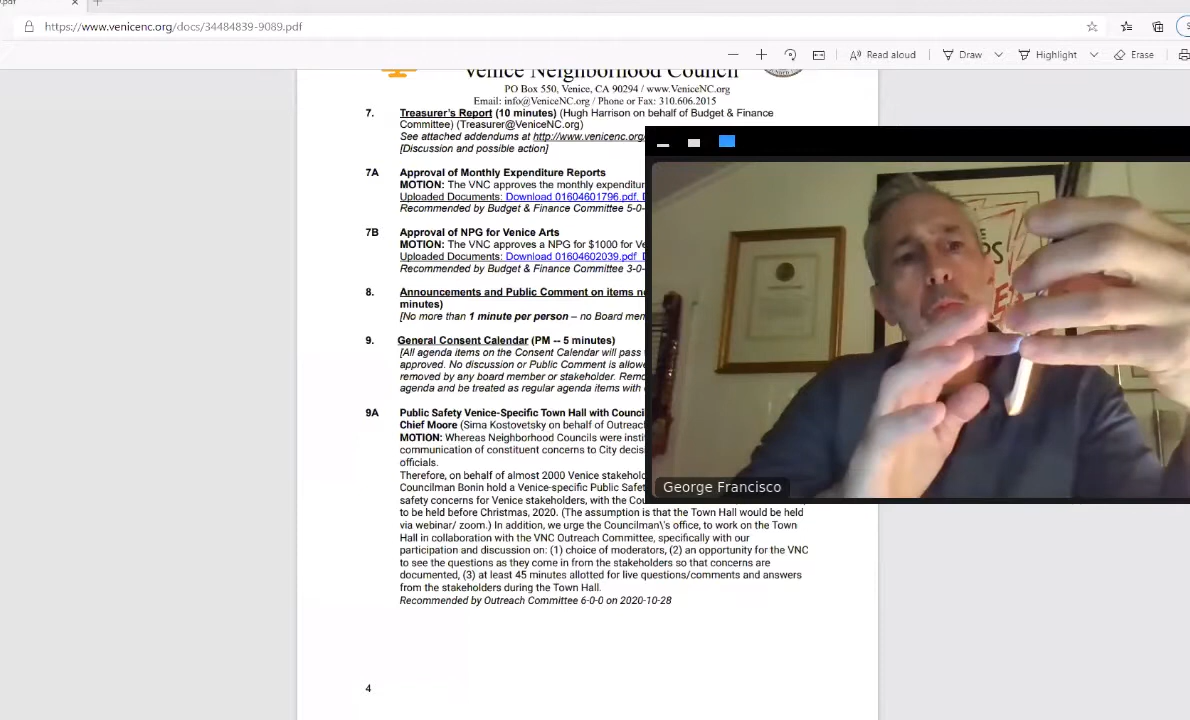 https://www.venicenc.org/docs/34484839-9089.pdf
Read aloud
Draw
Highlight
Erase
Venice Neighborhood Council
PO Box 550, Venice, CA 90294 / www.VeniceNC.org
Email: info@VeniceNC.org / Phone or Fax: 310.606.2015
7. Treasurer's Report (10 minutes) (Hugh Harrison on behalf of Budget & Finance
Committee) (Treasurer@VeniceNC.org)
See attached addendums at http://www.venicenc.org
[Discussion and possible action]
7A Approval of Monthly Expenditure Reports
MOTION: The VNC approves the monthly
Uploaded Documents: Download 01604601796.pdf,
Recommended by Budget & Finance Committee 5-0-
7B Approval of NPG for Venice Arts
MOTION: The VNC approves a NPG for $1000 for
Uploaded Documents: Download 01604602039.pdf
Recommended by Budget & Finance Committee 3-0-
8. Announcements and Public Comment on items
minutes)
[No more than 1 minute per person – no Board
9. General Consent Calendar (PM -- 5 minutes)
[All agenda items on the Consent Calendar will pass
approved. No discussion or Public Comment is
removed by any board member or stakeholder.
agenda and be treated as regular agenda items with
9A Public Safety Venice-Specific Town Hall with
Chief Moore (Sima Kostovetsky on behalf of
MOTION: Whereas Neighborhood Councils were
communication of constituent concerns to City
officials.
Therefore, on behalf of almost 2000 Venice
Councilman Bonin hold a Venice-specific Public
safety concerns for Venice stakeholders, with the
to be held before Christmas, 2020. (The assumption is that the Town Hall would be held
via webinar/ zoom.) In addition, we urge the Councilman\'s office, to work on the Town
Hall in collaboration with the VNC Outreach Committee, specifically with our
participation and discussion on: (1) choice of moderators, (2) an opportunity for the VNC
to see the questions as they come in from the stakeholders so that concerns are
documented, (3) at least 45 minutes allotted for live questions/comments and answers
from the stakeholders during the Town Hall.
Recommended by Outreach Committee 6-0-0 on 2020-10-28
4
George Francisco